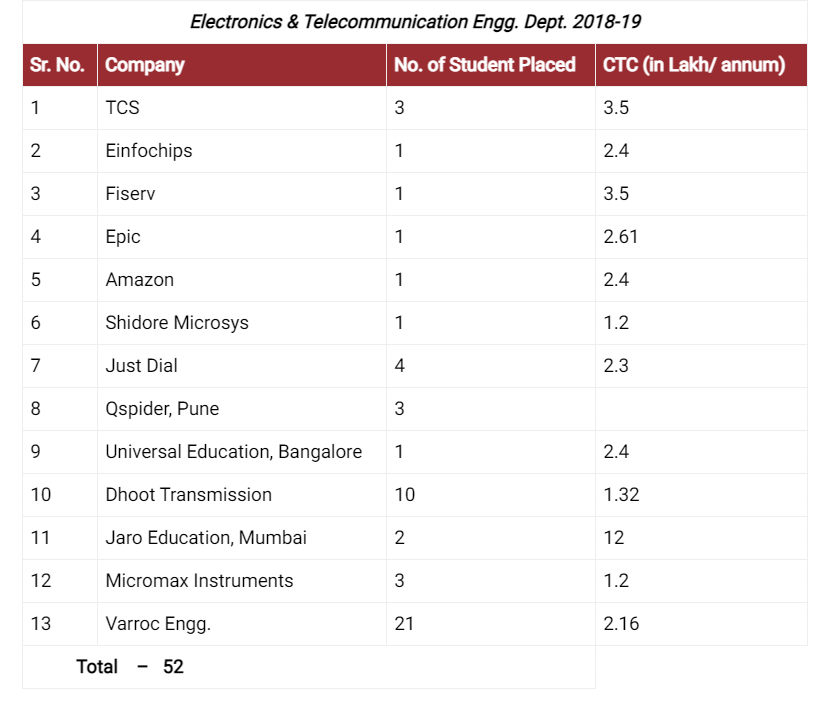 Electronics & Telecommunication Engg. Dept. 2018-19
Sr. No. Company No. of Student Placed CTC (in Lakh/ annum)
1 TCS 3 3.5
2 Einfochips 1 2.4
3 Fiserv 1 3.5
4 Epic 1 2.61
5 Amazon 1 2.4
6 Shidore Microsys 1 1.2
7 Just Dial 4 2.3
8 Qspider, Pune 3
9 Universal Education, Bangalore 1 2.4
10 Dhoot Transmission 10 1.32
11 Jaro Education, Mumbai 2 12
12 Micromax Instruments 3 1.2
13 Varroc Engg. 21 2.16
Total – 52